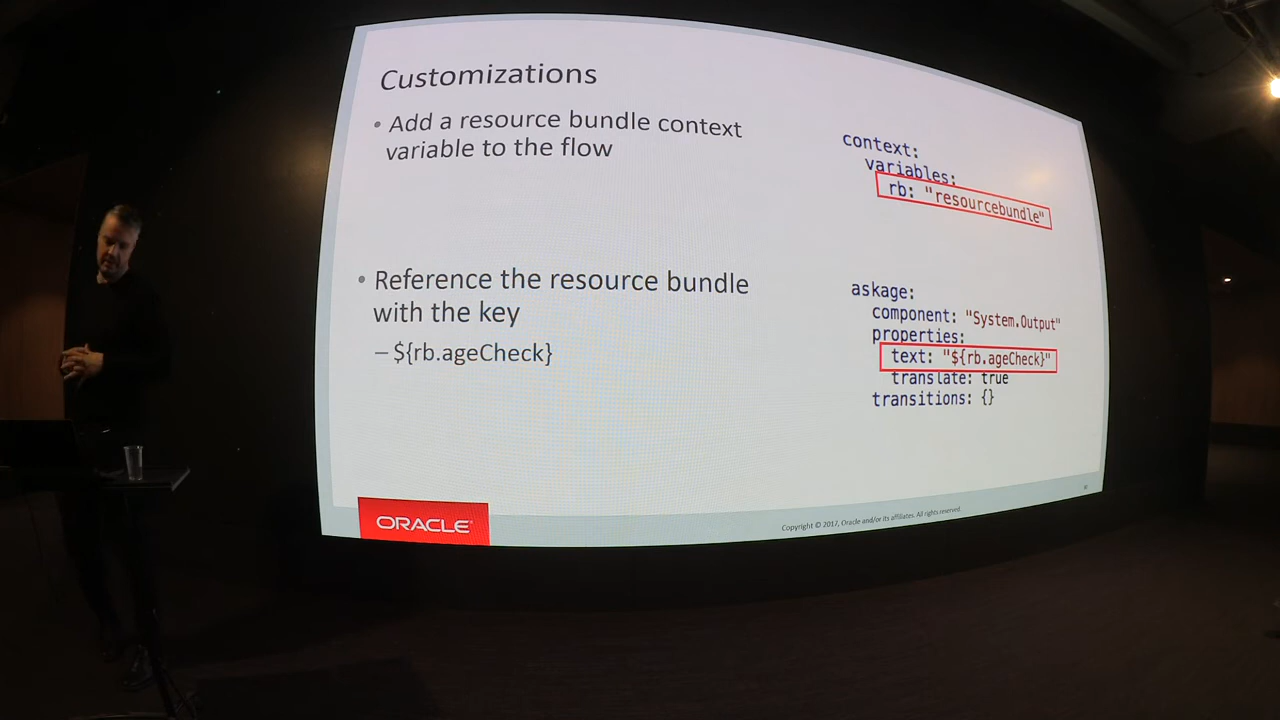 Customizations
• Add a resource bundle context
variable to the flow
context:
variables:
rb: "resourcebundle"
• Reference the resource bundle
with the key
– ${rb.ageCheck}
askage:
component: "System.Output"
properties:
text: "${rb.ageCheck}"
translate: true
transitions: {}
ORACLE
Copyright © 2017, Oracle and/or its affiliates. All rights reserved.